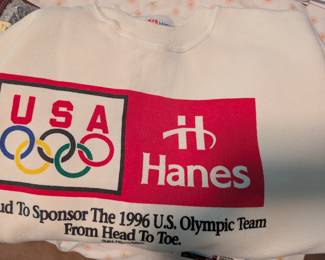 USA
Hanes
ud To Sponsor The 1996 U.S. Olympic Team
From Head To Toe.